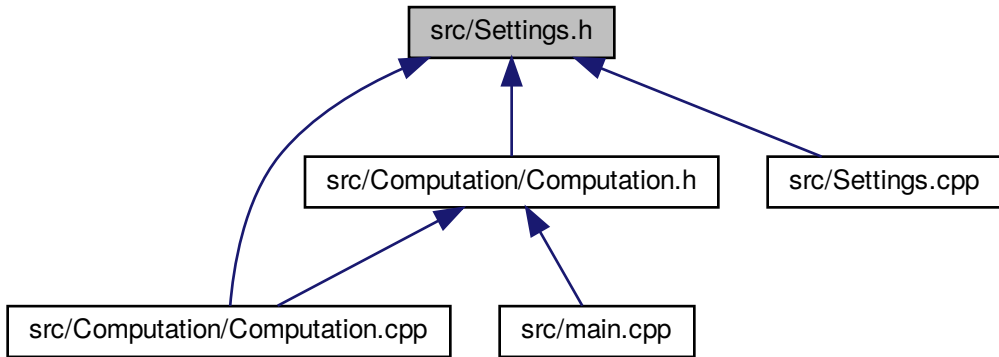 src/Settings.h
src/Computation/Computation.h
src/Settings.cpp
src/Computation/Computation.cpp
src/main.cpp